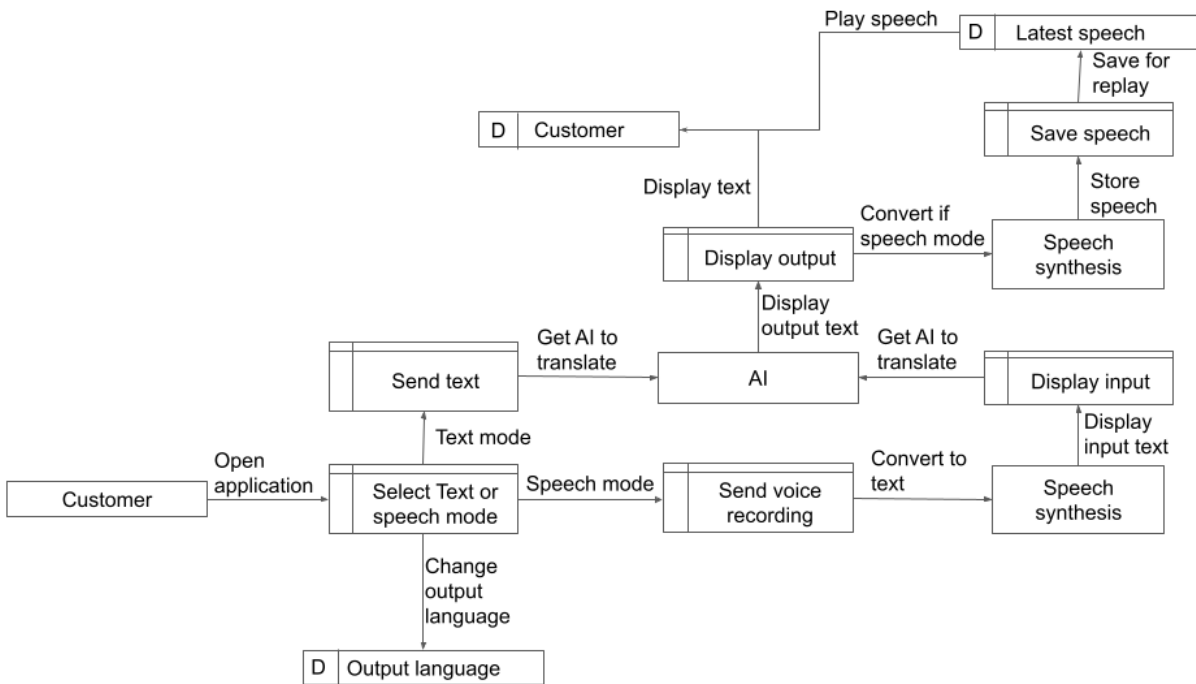 Play speech
D Latest speech
Save for
replay
D Customer
Save speech
Display text
Store
speech
Convert if
speech mode
Display output
Speech
synthesis
Display
output text
Get AI to
translate
Get AI to
translate
Send text
AI
Display input
Text mode
Display
input text
Open
application
Customer
Select Text or
speech mode
Speech mode
Send voice
recording
Convert to
text
Speech
synthesis
Change
output
language
D Output language